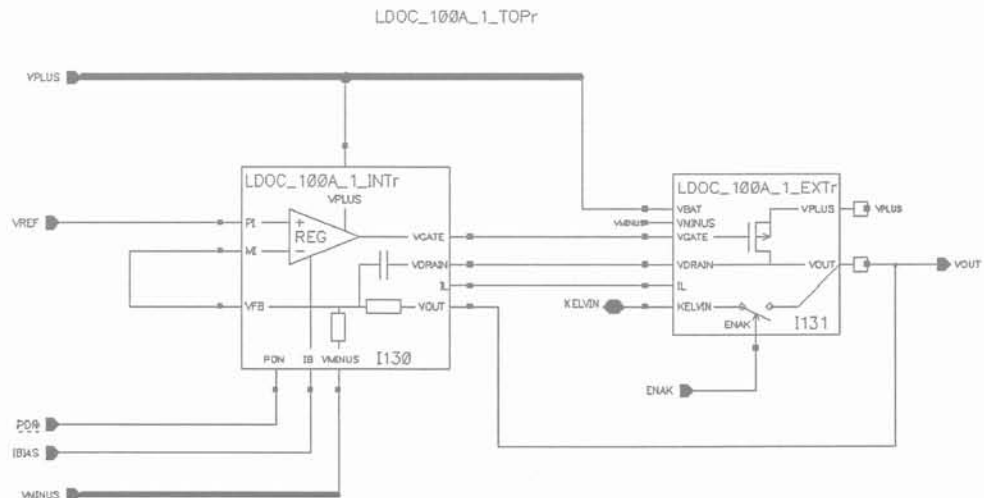 LDOC_100A_1_TOPr
VPLUS
LDOC_100A_1_INTr
VPLUS
VREF
PI
+
REG
-
MI
VGATE
VDRAIN
IL
VFB
VOUT
PDN
IB
VMINUS
I130
LDOC_100A_1_EXTr
VBAT
VPLUS
VPLUS
VMINUS
VMINUS
VGATE
VDRAIN
VOUT
VOUT
IL
KELVIN
KELVIN
ENAK
I131
ENAK
PDN
IBIAS
VMINUS